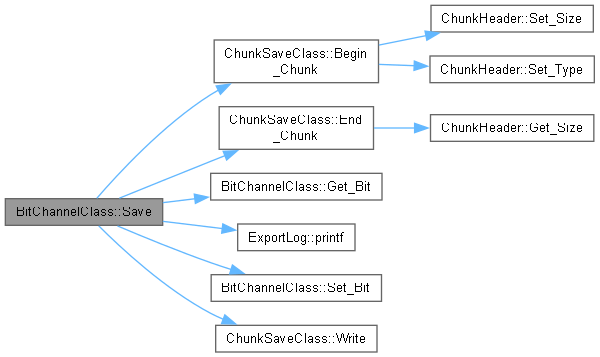 BitChannelClass::Save
ChunkSaveClass::Begin
_Chunk
ChunkHeader::Set_Size
ChunkHeader::Set_Type
ChunkSaveClass::End
_Chunk
ChunkHeader::Get_Size
BitChannelClass::Get_Bit
ExportLog::printf
BitChannelClass::Set_Bit
ChunkSaveClass::Write